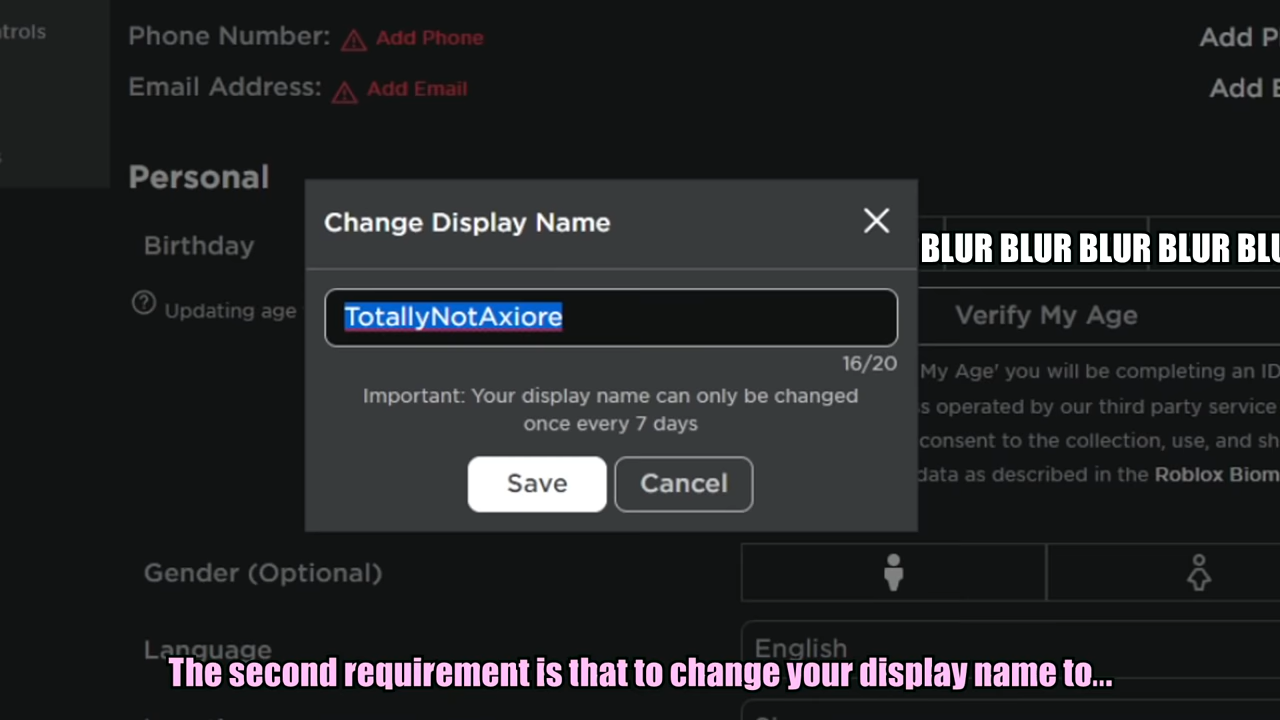 trols
Phone Number: Add Phone Add P
Email Address: Add Email Add E
Personal
Change Display Name
Birthday
BLUR BLUR BLUR BLUR BLU
TotallyNotAxiore
Updating age
Verify My Age
16/20
My Age' you will be completing an ID
Important: Your display name can only be changed
once every 7 days
s operated by our third party service
consent to the collection, use, and sh
data as described in the Roblox Biom
Save Cancel
Gender (Optional)
Language English
The second requirement is that to change your display name to...